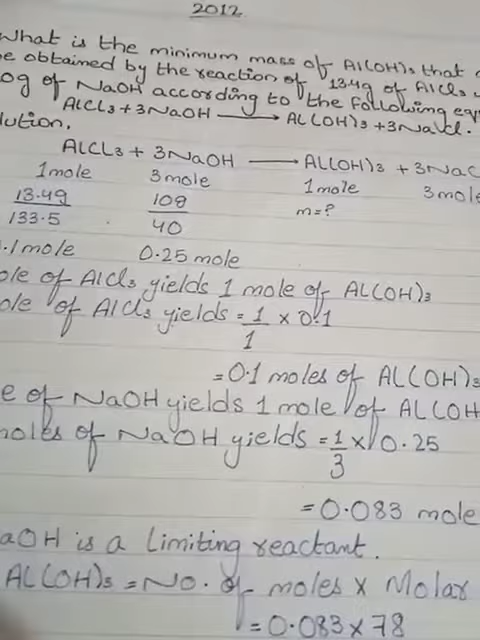 2012
What is the minimum mass of Al(OH)3 that
be obtained by the reaction of 13.4g of AlCl3
0g of NaOH according to the following equ
AlCl3 + 3NaOH → Al(OH)3 + 3NaCl.
lution.
AlCl3 + 3NaOH → Al(OH)3 + 3NaC
1mole 3mole 1mole 3mole
13.4g 10g m=?
133.5 40
.1mole 0.25 mole
ole of AlCl3 yields 1 mole of Al(OH)3
ole of AlCl3 yields = 1/1 x 0.1
= 0.1 moles of Al(OH)3
e of NaOH yields 1 mole of Al(OH
moles of NaOH yields = 1/3 x 0.25
= 0.083 mole
aOH is a limiting reactant.
Al(OH)3 = No. of moles x Molar
= 0.083 x 78